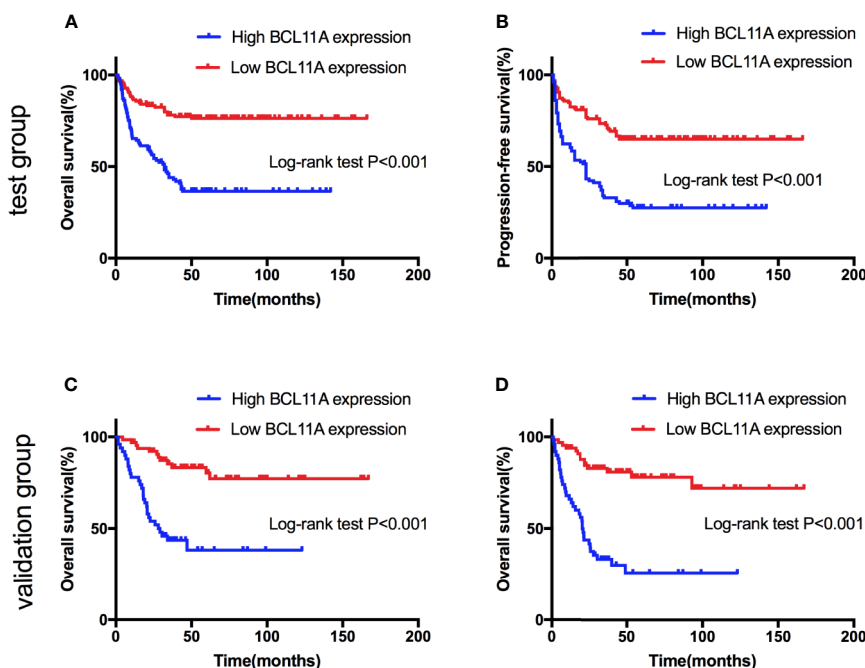 test group
A
High BCL11A expression
Low BCL11A expression
Overall survival(%)
100
50
0
Log-rank test P<0.001
0 50 100 150 200
Time(months)
B
High BCL11A expression
Low BCL11A expression
Progression-free survival(%)
100
50
0
Log-rank test P<0.001
0 50 100 150 200
Time(months)
validation group
C
High BCL11A expression
Low BCL11A expression
Overall survival(%)
100
50
0
Log-rank test P<0.001
0 50 100 150 200
Time(months)
D
High BCL11A expression
Low BCL11A expression
Overall survival(%)
100
50
0
Log-rank test P<0.001
0 50 100 150 200
Time(months)